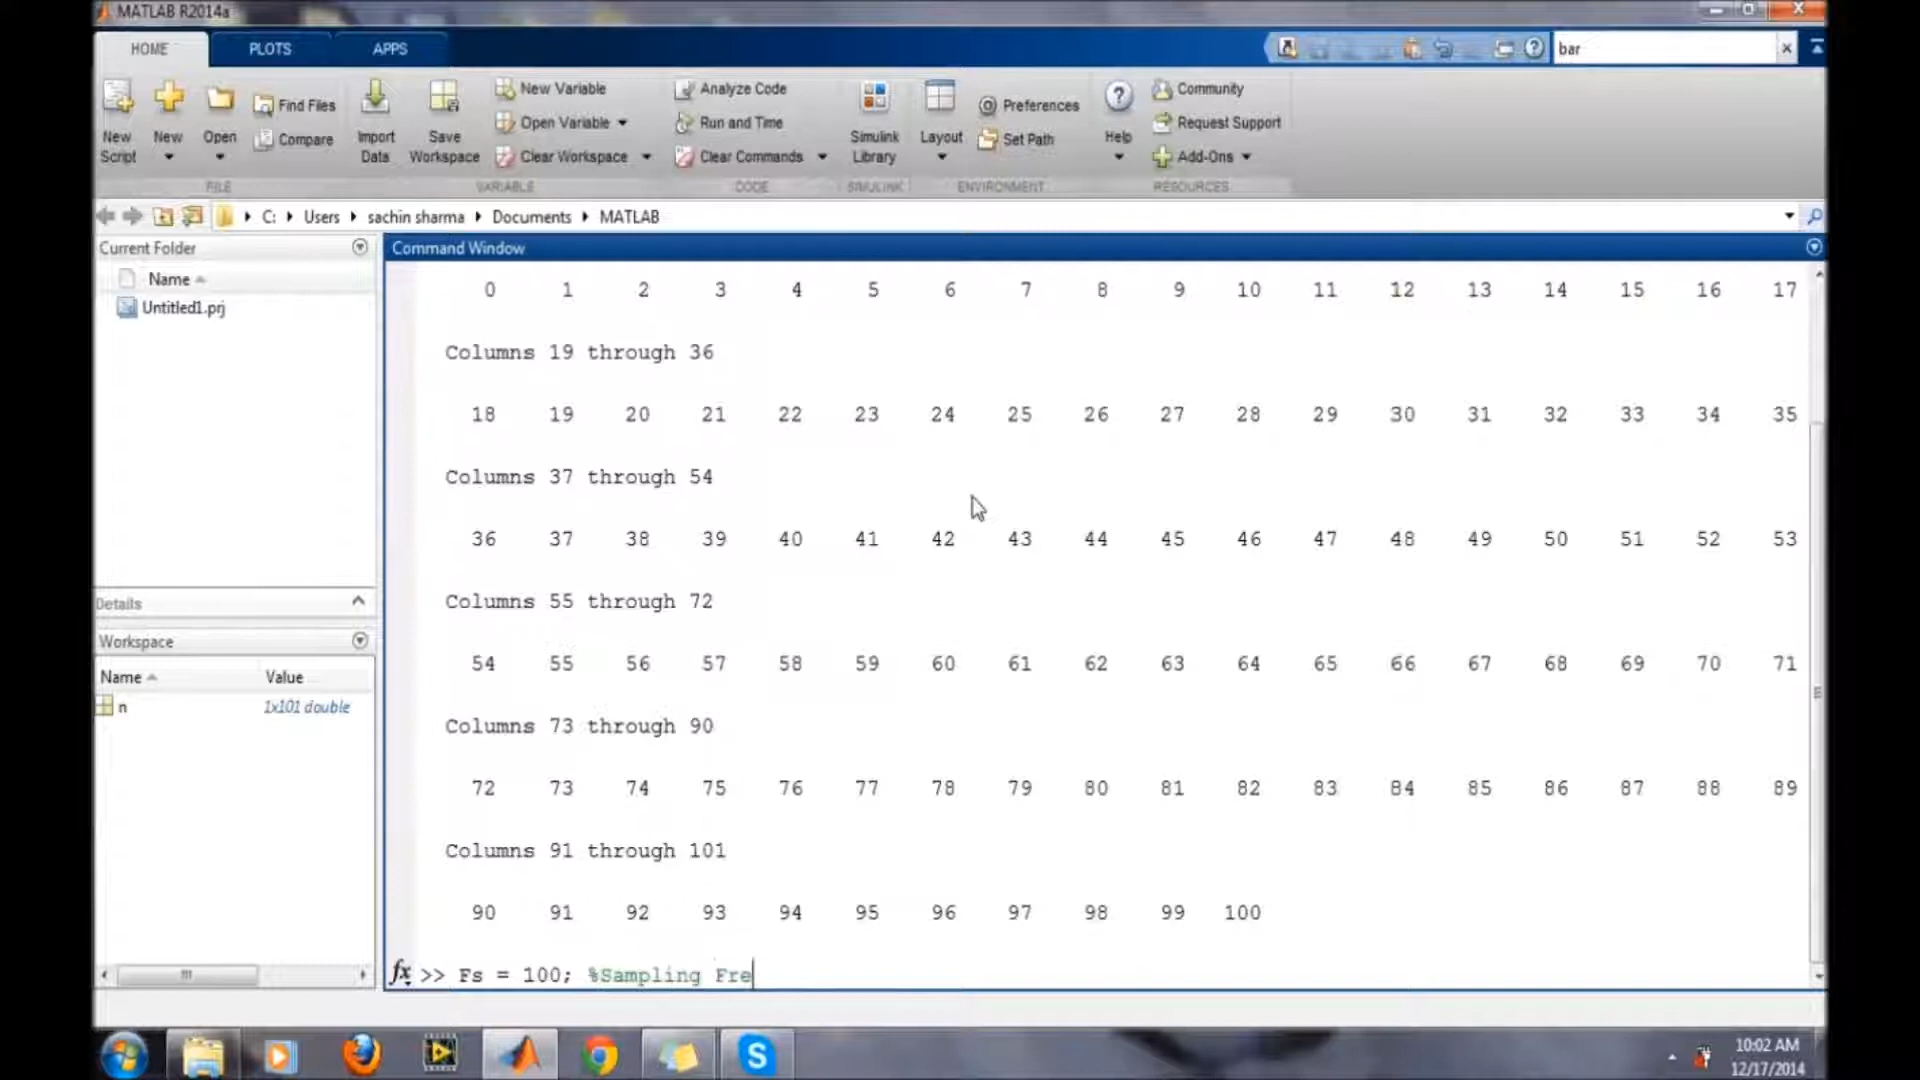 MATLAB R2014a
HOME PLOTS APPS
bar
New Script
New
Open
Find Files
Compare
Import Data
Save Workspace
New Variable
Open Variable
Clear Workspace
Analyze Code
Run and Time
Clear Commands
Simulink Library
Layout
Preferences
Set Path
Help
Community
Request Support
Add-Ons
FILE VARIABLE CODE SIMULINK ENVIRONMENT RESOURCES
C: Users sachin sharma Documents MATLAB
Current Folder
Name
Untitled1.prj
Details
Workspace
Name Value
n 1x101 double
Command Window
0 1 2 3 4 5 6 7 8 9 10 11 12 13 14 15 16 17
Columns 19 through 36
18 19 20 21 22 23 24 25 26 27 28 29 30 31 32 33 34 35
Columns 37 through 54
36 37 38 39 40 41 42 43 44 45 46 47 48 49 50 51 52 53
Columns 55 through 72
54 55 56 57 58 59 60 61 62 63 64 65 66 67 68 69 70 71
Columns 73 through 90
72 73 74 75 76 77 78 79 80 81 82 83 84 85 86 87 88 89
Columns 91 through 101
90 91 92 93 94 95 96 97 98 99 100
fx >> Fs = 100; %Sampling Fre
10:02 AM
12/17/2014